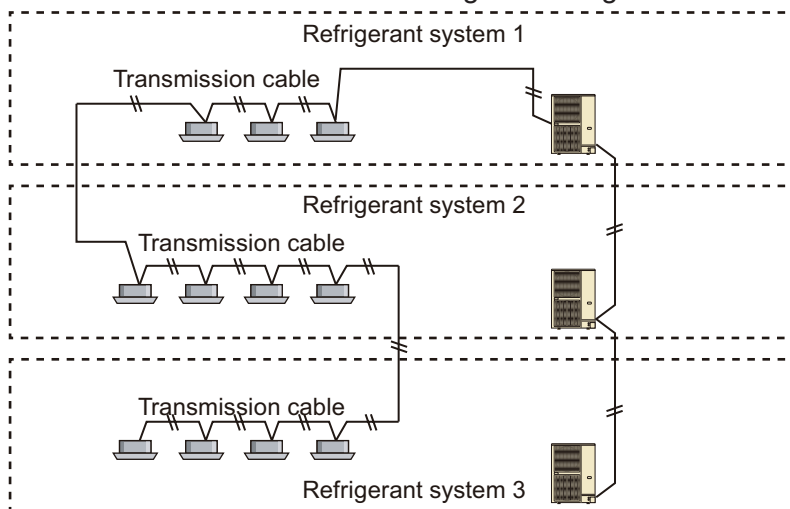 Refrigerant system 1
Transmission cable
Refrigerant system 2
Transmission cable
Transmission cable
Refrigerant system 3